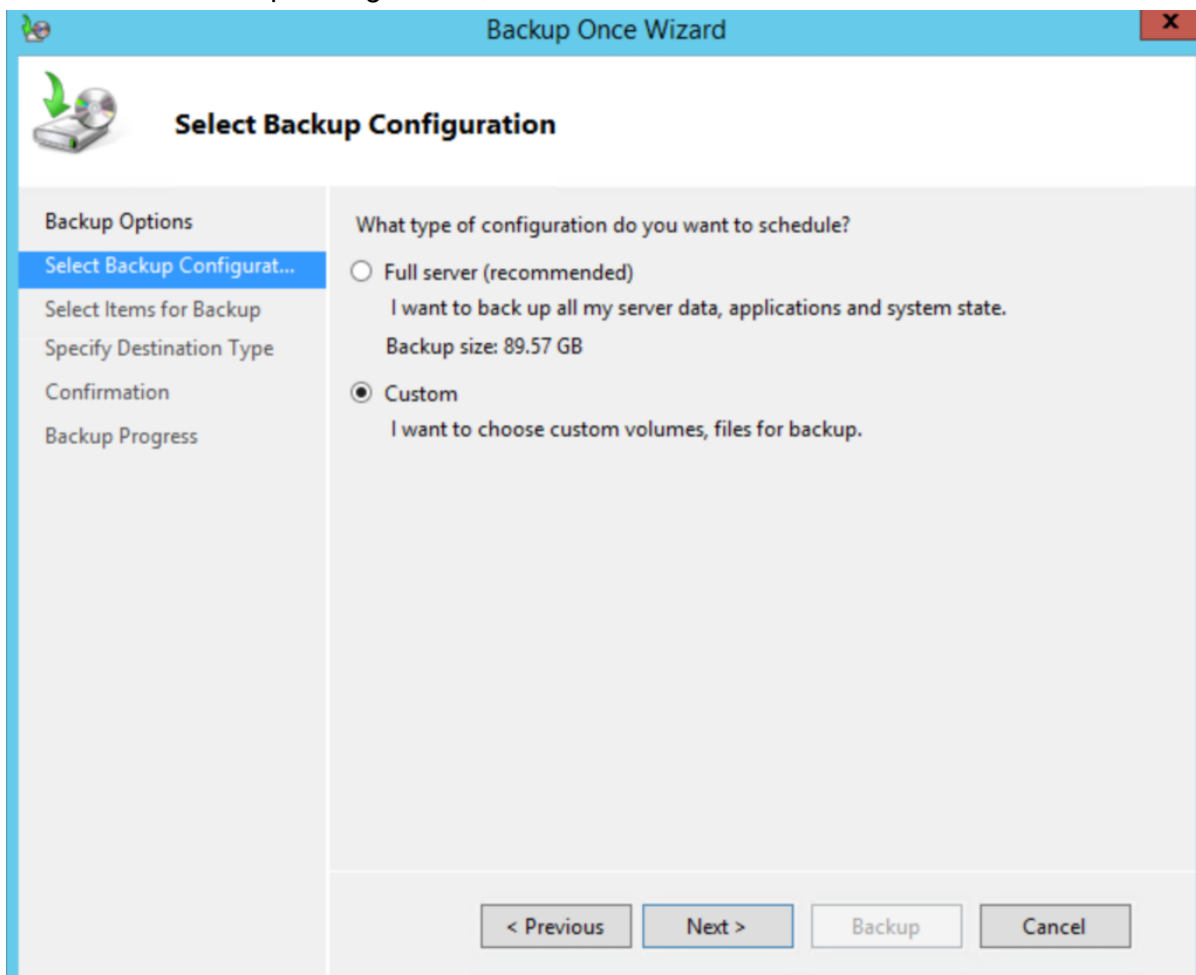 Backup Once Wizard
x
Select Backup Configuration
Backup Options
Select Backup Configurat...
Select Items for Backup
Specify Destination Type
Confirmation
Backup Progress
What type of configuration do you want to schedule?
Full server (recommended)
I want to back up all my server data, applications and system state.
Backup size: 89.57 GB
Custom
I want to choose custom volumes, files for backup.
< Previous
Next >
Backup
Cancel